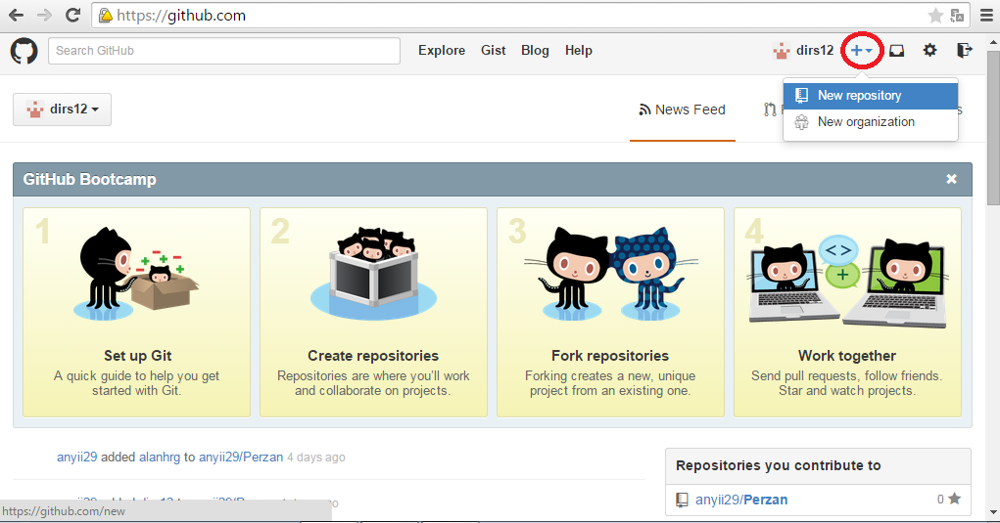 https://github.com
Search GitHub
Explore Gist Blog Help
dirs12
New repository
New organization
dirs12
News Feed
GitHub Bootcamp
1
Set up Git
A quick guide to help you get
started with Git.
2
Create repositories
Repositories are where you'll work
and collaborate on projects.
3
Fork repositories
Forking creates a new, unique
project from an existing one.
4
Work together
Send pull requests, follow friends.
Star and watch projects.
anyii29 added alanhrg to anyii29/Perzan 4 days ago
Repositories you contribute to
anyii29/Perzan 0
https://github.com/new